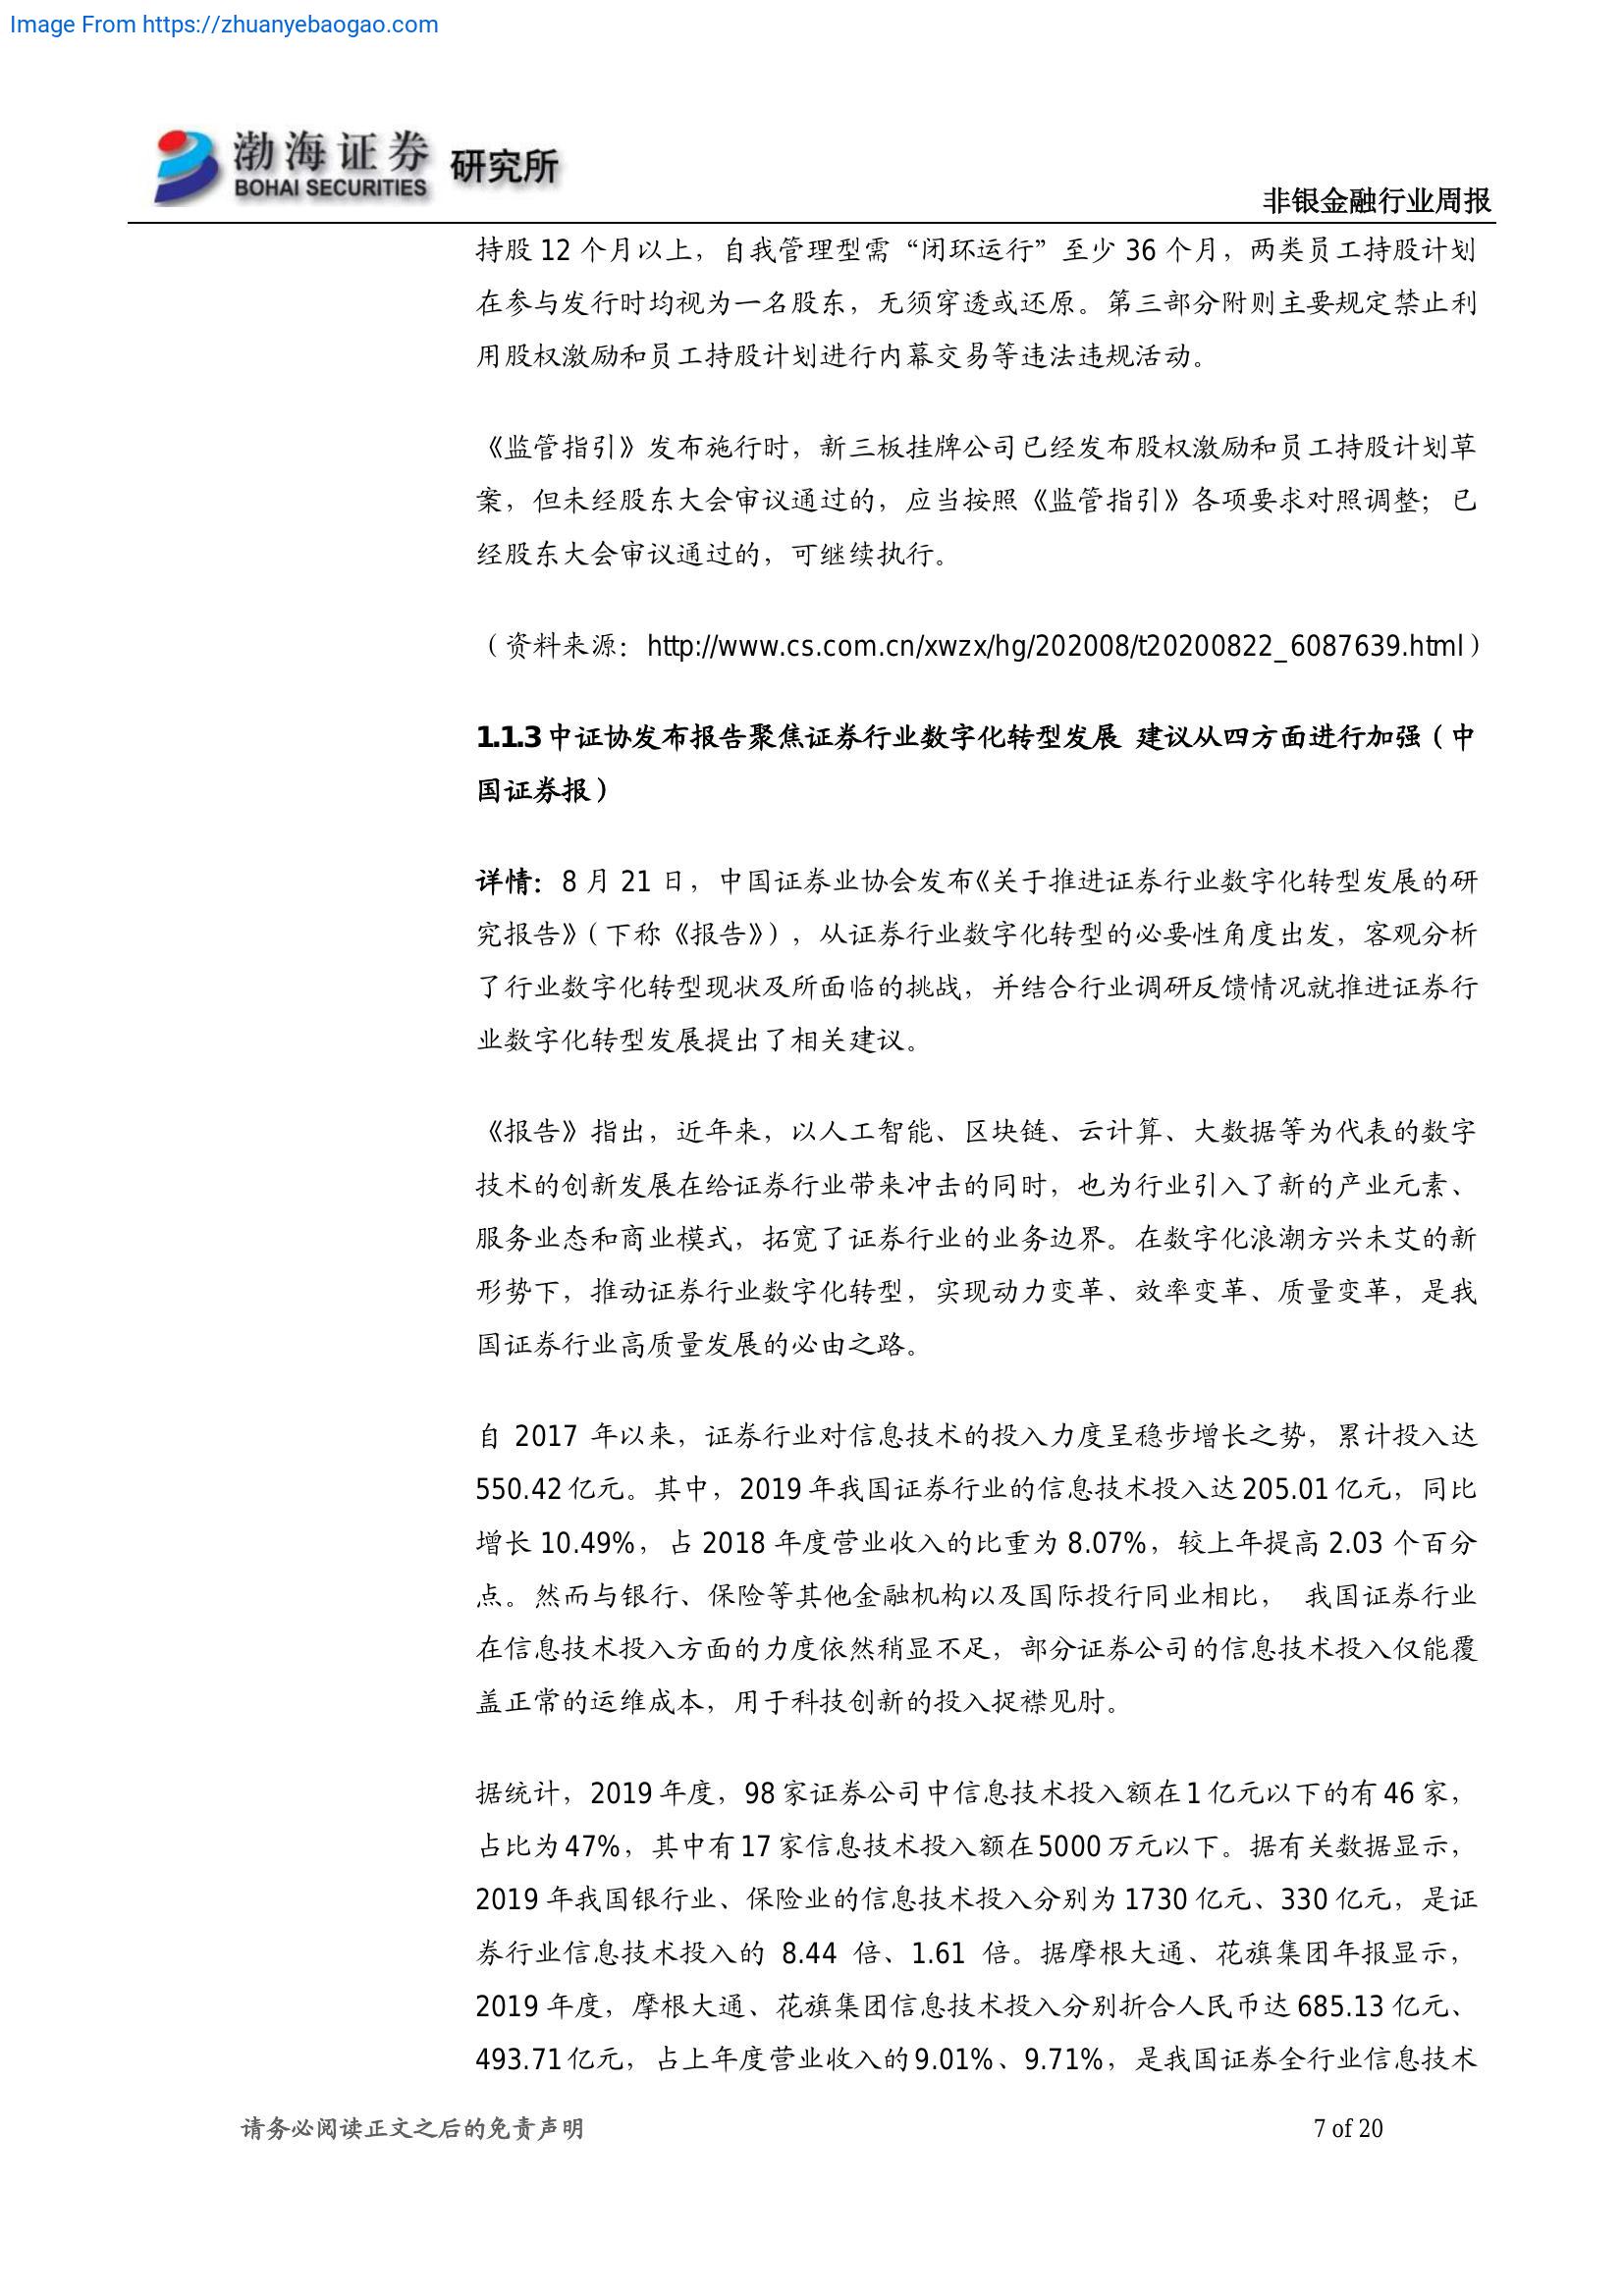 Image From https://zhuanyebaogao.com
渤海证券 研究所
BOHAI SECURITIES
非银金融行业周报
持股 12 个月以上，自我管理型需“闭环运行”至少 36 个月，两类员工持股计划
在参与发行时均视为一名股东，无须穿透或还原。第三部分附则主要规定禁止利
用股权激励和员工持股计划进行内幕交易等违法违规活动。
《监管指引》发布施行时，新三板挂牌公司已经发布股权激励和员工持股计划草
案，但未经股东大会审议通过的，应当按照《监管指引》各项要求对照调整；已
经股东大会审议通过的，可继续执行。
（资料来源：http://www.cs.com.cn/xwzx/hg/202008/t20200822_6087639.html）
1.1.3 中证协发布报告聚焦证券行业数字化转型发展 建议从四方面进行加强（中
国证券报）
详情：8 月 21 日，中国证券业协会发布《关于推进证券行业数字化转型发展的研
究报告》（下称《报告》），从证券行业数字化转型的必要性角度出发，客观分析
了行业数字化转型现状及所面临的挑战，并结合行业调研反馈情况就推进证券行
业数字化转型发展提出了相关建议。
《报告》指出，近年来，以人工智能、区块链、云计算、大数据等为代表的数字
技术的创新发展在给证券行业带来冲击的同时，也为行业引入了新的产业元素、
服务业态和商业模式，拓宽了证券行业的业务边界。在数字化浪潮方兴未艾的新
形势下，推动证券行业数字化转型，实现动力变革、效率变革、质量变革，是我
国证券行业高质量发展的必由之路。
自 2017 年以来，证券行业对信息技术的投入力度呈稳步增长之势，累计投入达
550.42 亿元。其中，2019 年我国证券行业的信息技术投入达 205.01 亿元，同比
增长 10.49%，占 2018 年度营业收入的比重为 8.07%，较上年提高 2.03 个百分
点。然而与银行、保险等其他金融机构以及国际投行同业相比， 我国证券行业
在信息技术投入方面的力度依然稍显不足，部分证券公司的信息技术投入仅能覆
盖正常的运维成本，用于科技创新的投入捉襟见肘。
据统计，2019 年度，98 家证券公司中信息技术投入额在 1 亿元以下的有 46 家，
占比为 47%，其中有 17 家信息技术投入额在 5000 万元以下。据有关数据显示，
2019 年我国银行业、保险业的信息技术投入分别为 1730 亿元、330 亿元，是证
券行业信息技术投入的 8.44 倍、1.61 倍。据摩根大通、花旗集团年报显示，
2019 年度，摩根大通、花旗集团信息技术投入分别折合人民币达 685.13 亿元、
493.71 亿元，占上年度营业收入的 9.01%、9.71%，是我国证券全行业信息技术
请务必阅读正文之后的免责声明
7 of 20